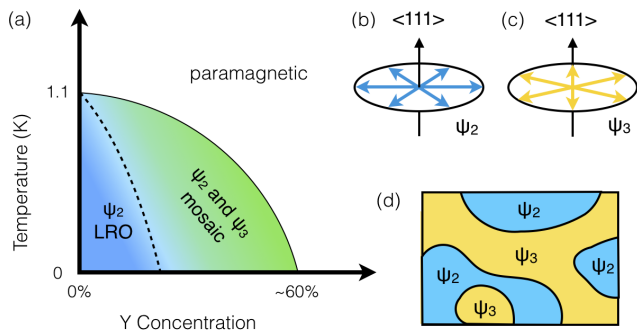 (a)
Temperature (K)
1.1
0
paramagnetic
ψ2
LRO
ψ2 and ψ3
mosaic
0%
~60%
Y Concentration
(b)
<111>
ψ2
(c)
<111>
ψ3
(d)
ψ2
ψ3
ψ2
ψ2
ψ3